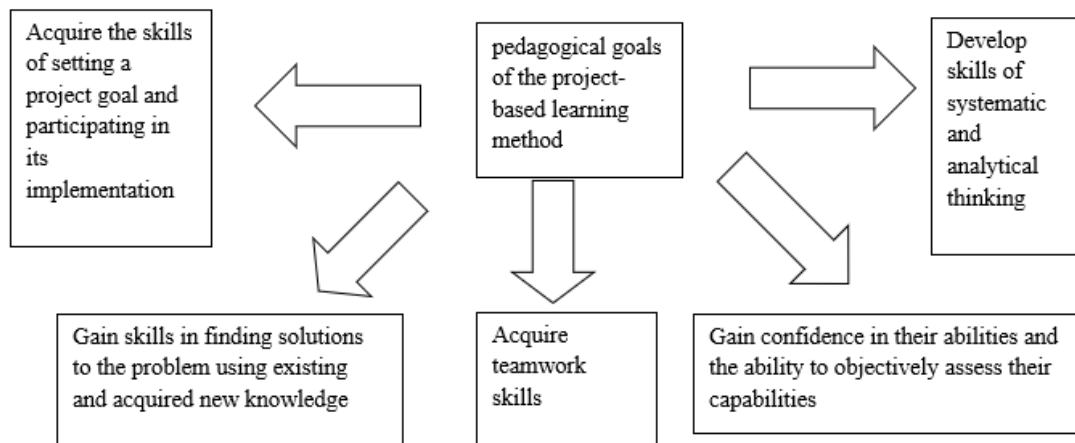 Acquire the skills
of setting a
project goal and
participating in
its
implementation
pedagogical goals
of the project-
based learning
method
Develop
skills of
systematic
and
analytical
thinking
Gain skills in finding solutions
to the problem using existing
and acquired new knowledge
Acquire
teamwork
skills
Gain confidence in their abilities and
the ability to objectively assess their
capabilities